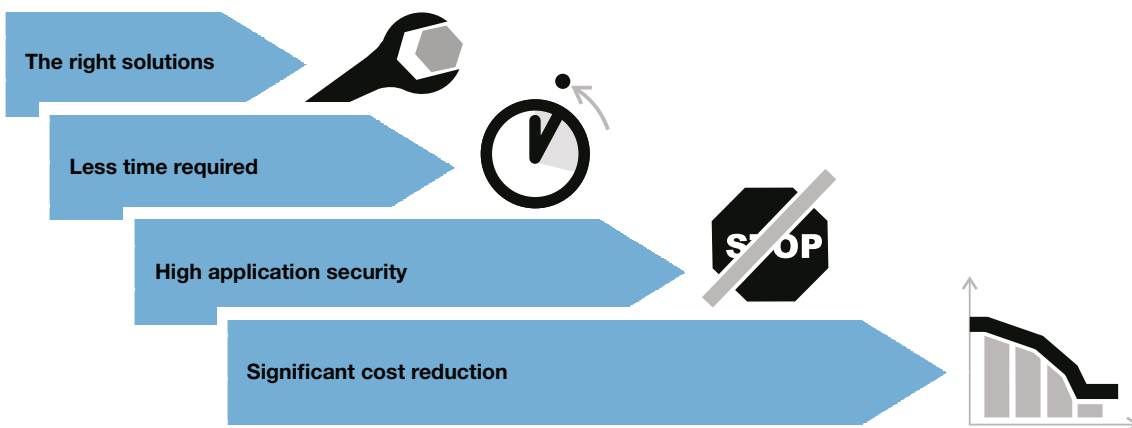 The right solutions
Less time required
High application security
STOP
Significant cost reduction